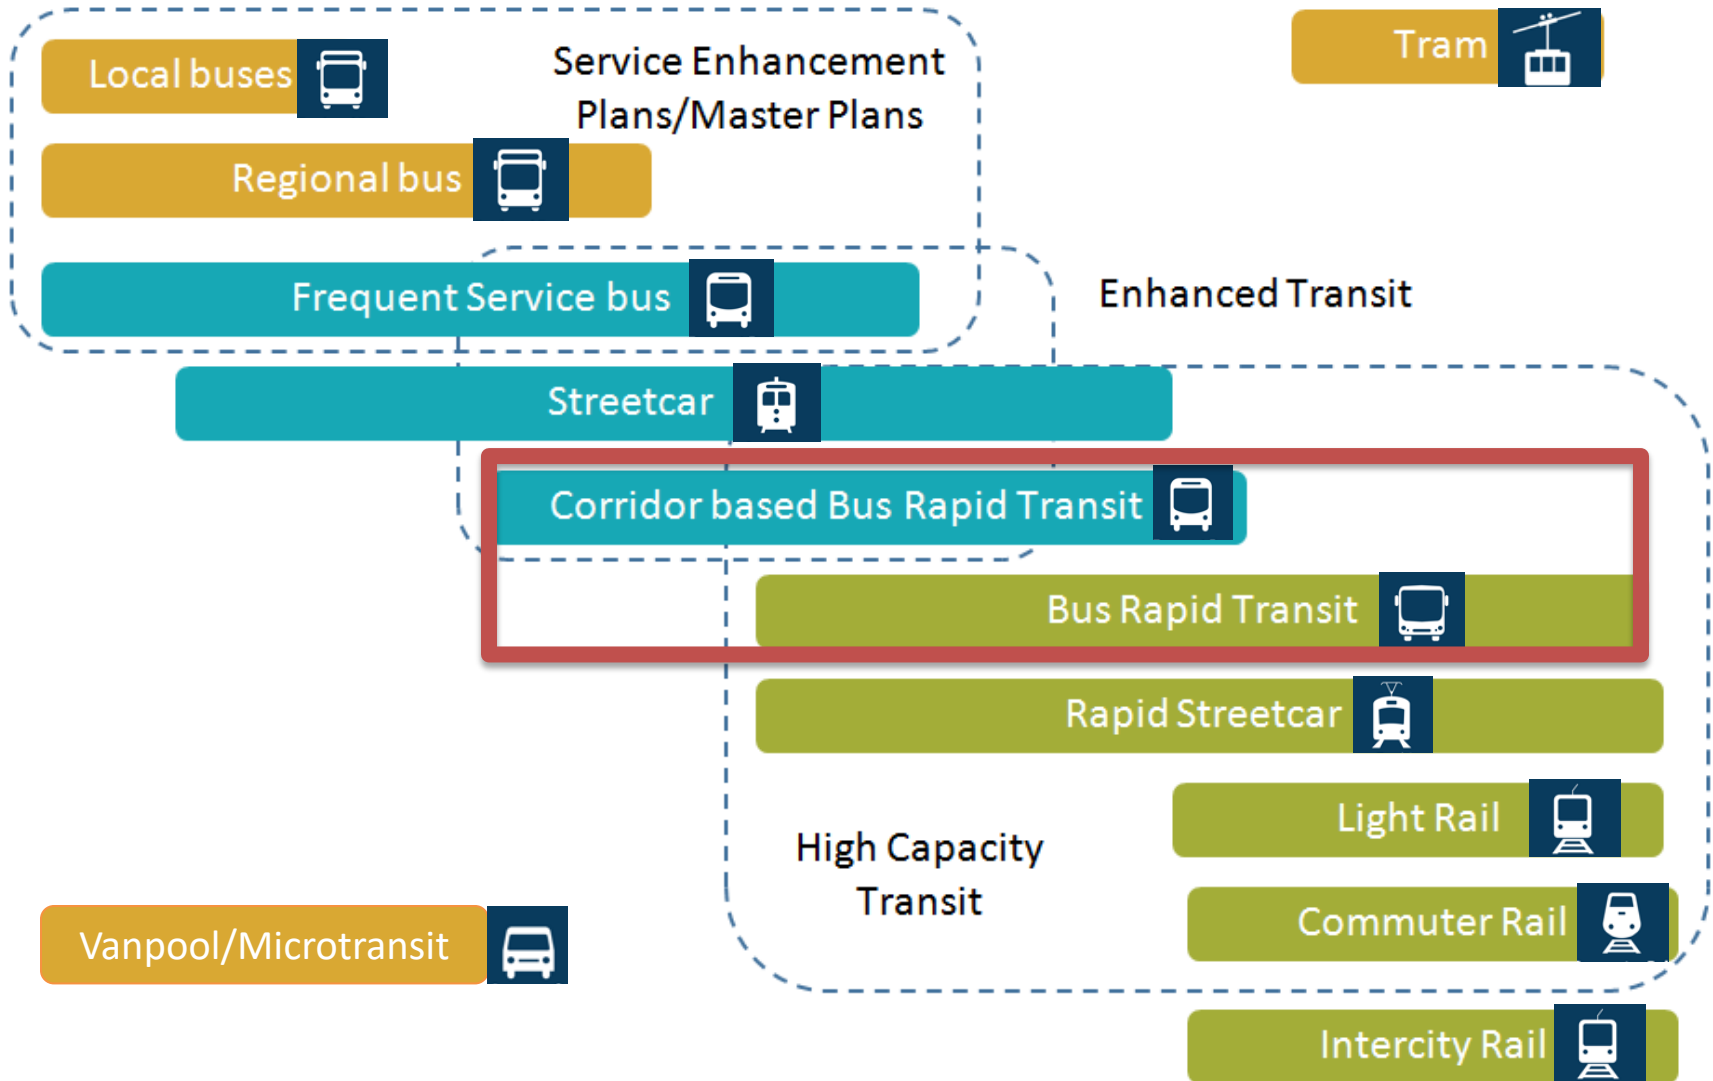 Local buses
Service Enhancement
Plans/Master Plans
Tram
Regional bus
Frequent Service bus
Enhanced Transit
Streetcar
Corridor based Bus Rapid Transit
Bus Rapid Transit
Rapid Streetcar
Light Rail
High Capacity
Transit
Commuter Rail
Vanpool/Microtransit
Intercity Rail